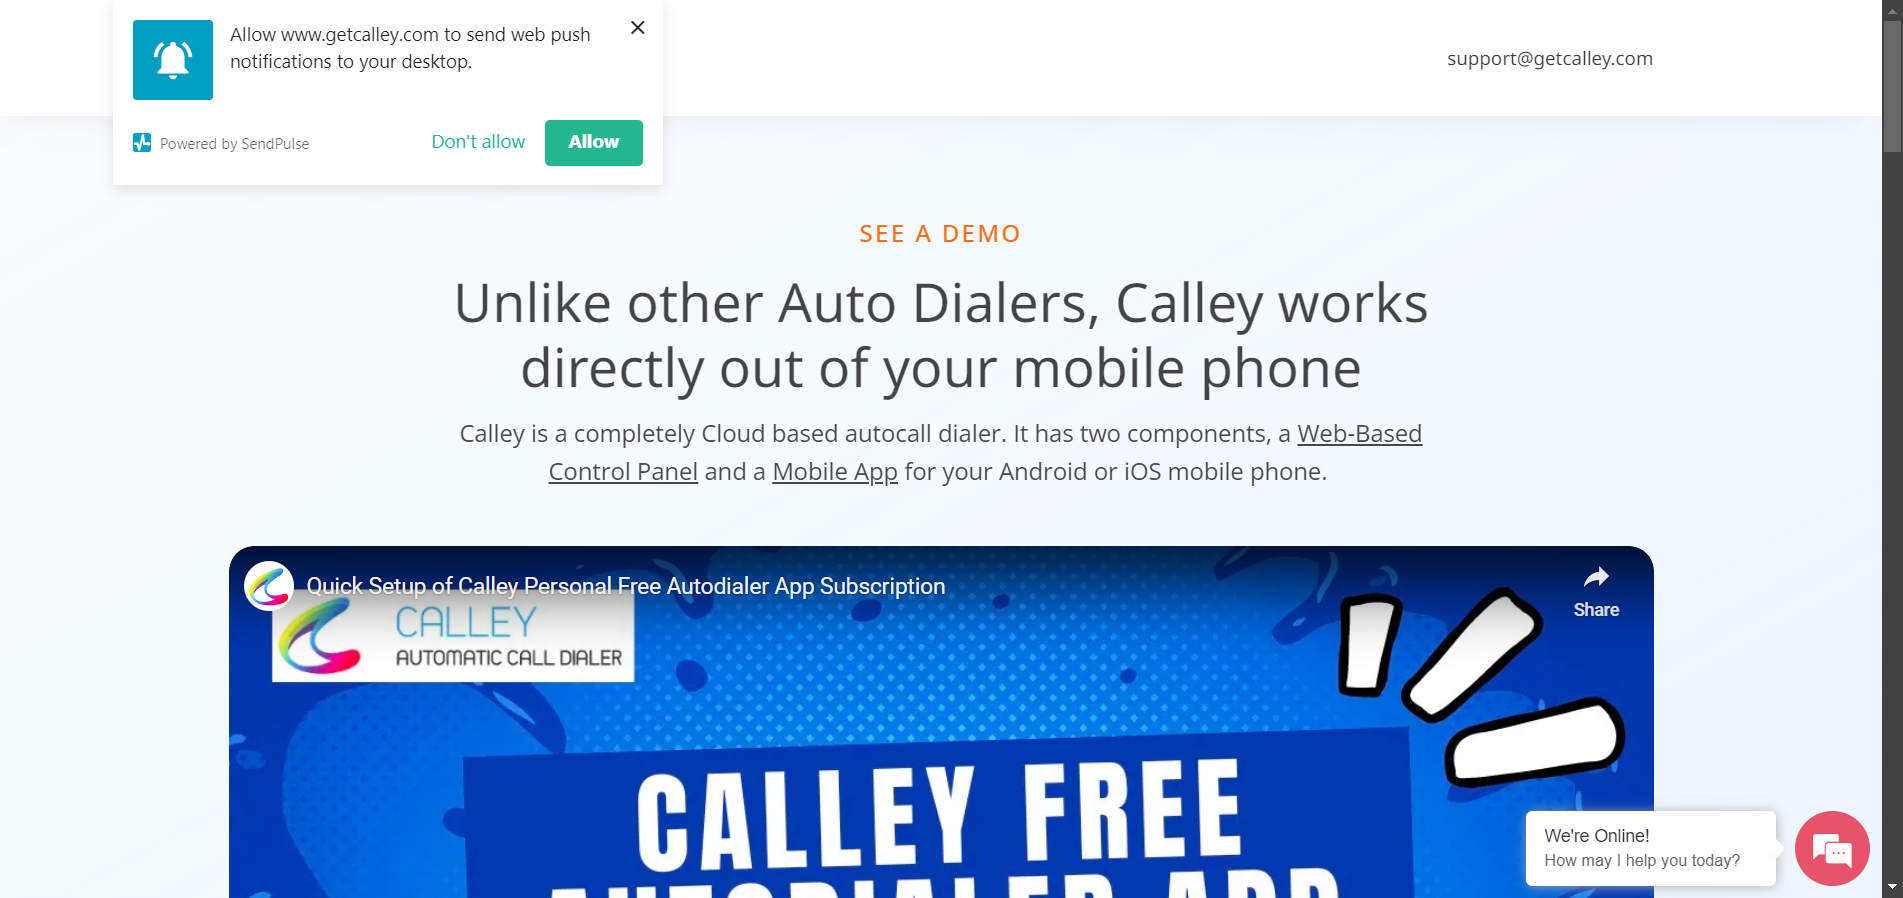 Allow www.getcalley.com to send web push
notifications to your desktop.
Powered by SendPulse
Don't allow
Allow
support@getcalley.com
SEE A DEMO
Unlike other Auto Dialers, Calley works
directly out of your mobile phone
Calley is a completely Cloud based autocall dialer. It has two components, a Web-Based
Control Panel and a Mobile App for your Android or iOS mobile phone.
Quick Setup of Calley Personal Free Autodialer App Subscription
Share
CALLEY
AUTOMATIC CALL DIALER
CALLEY FREE
AUTODIALER APP
We're Online!
How may I help you today?